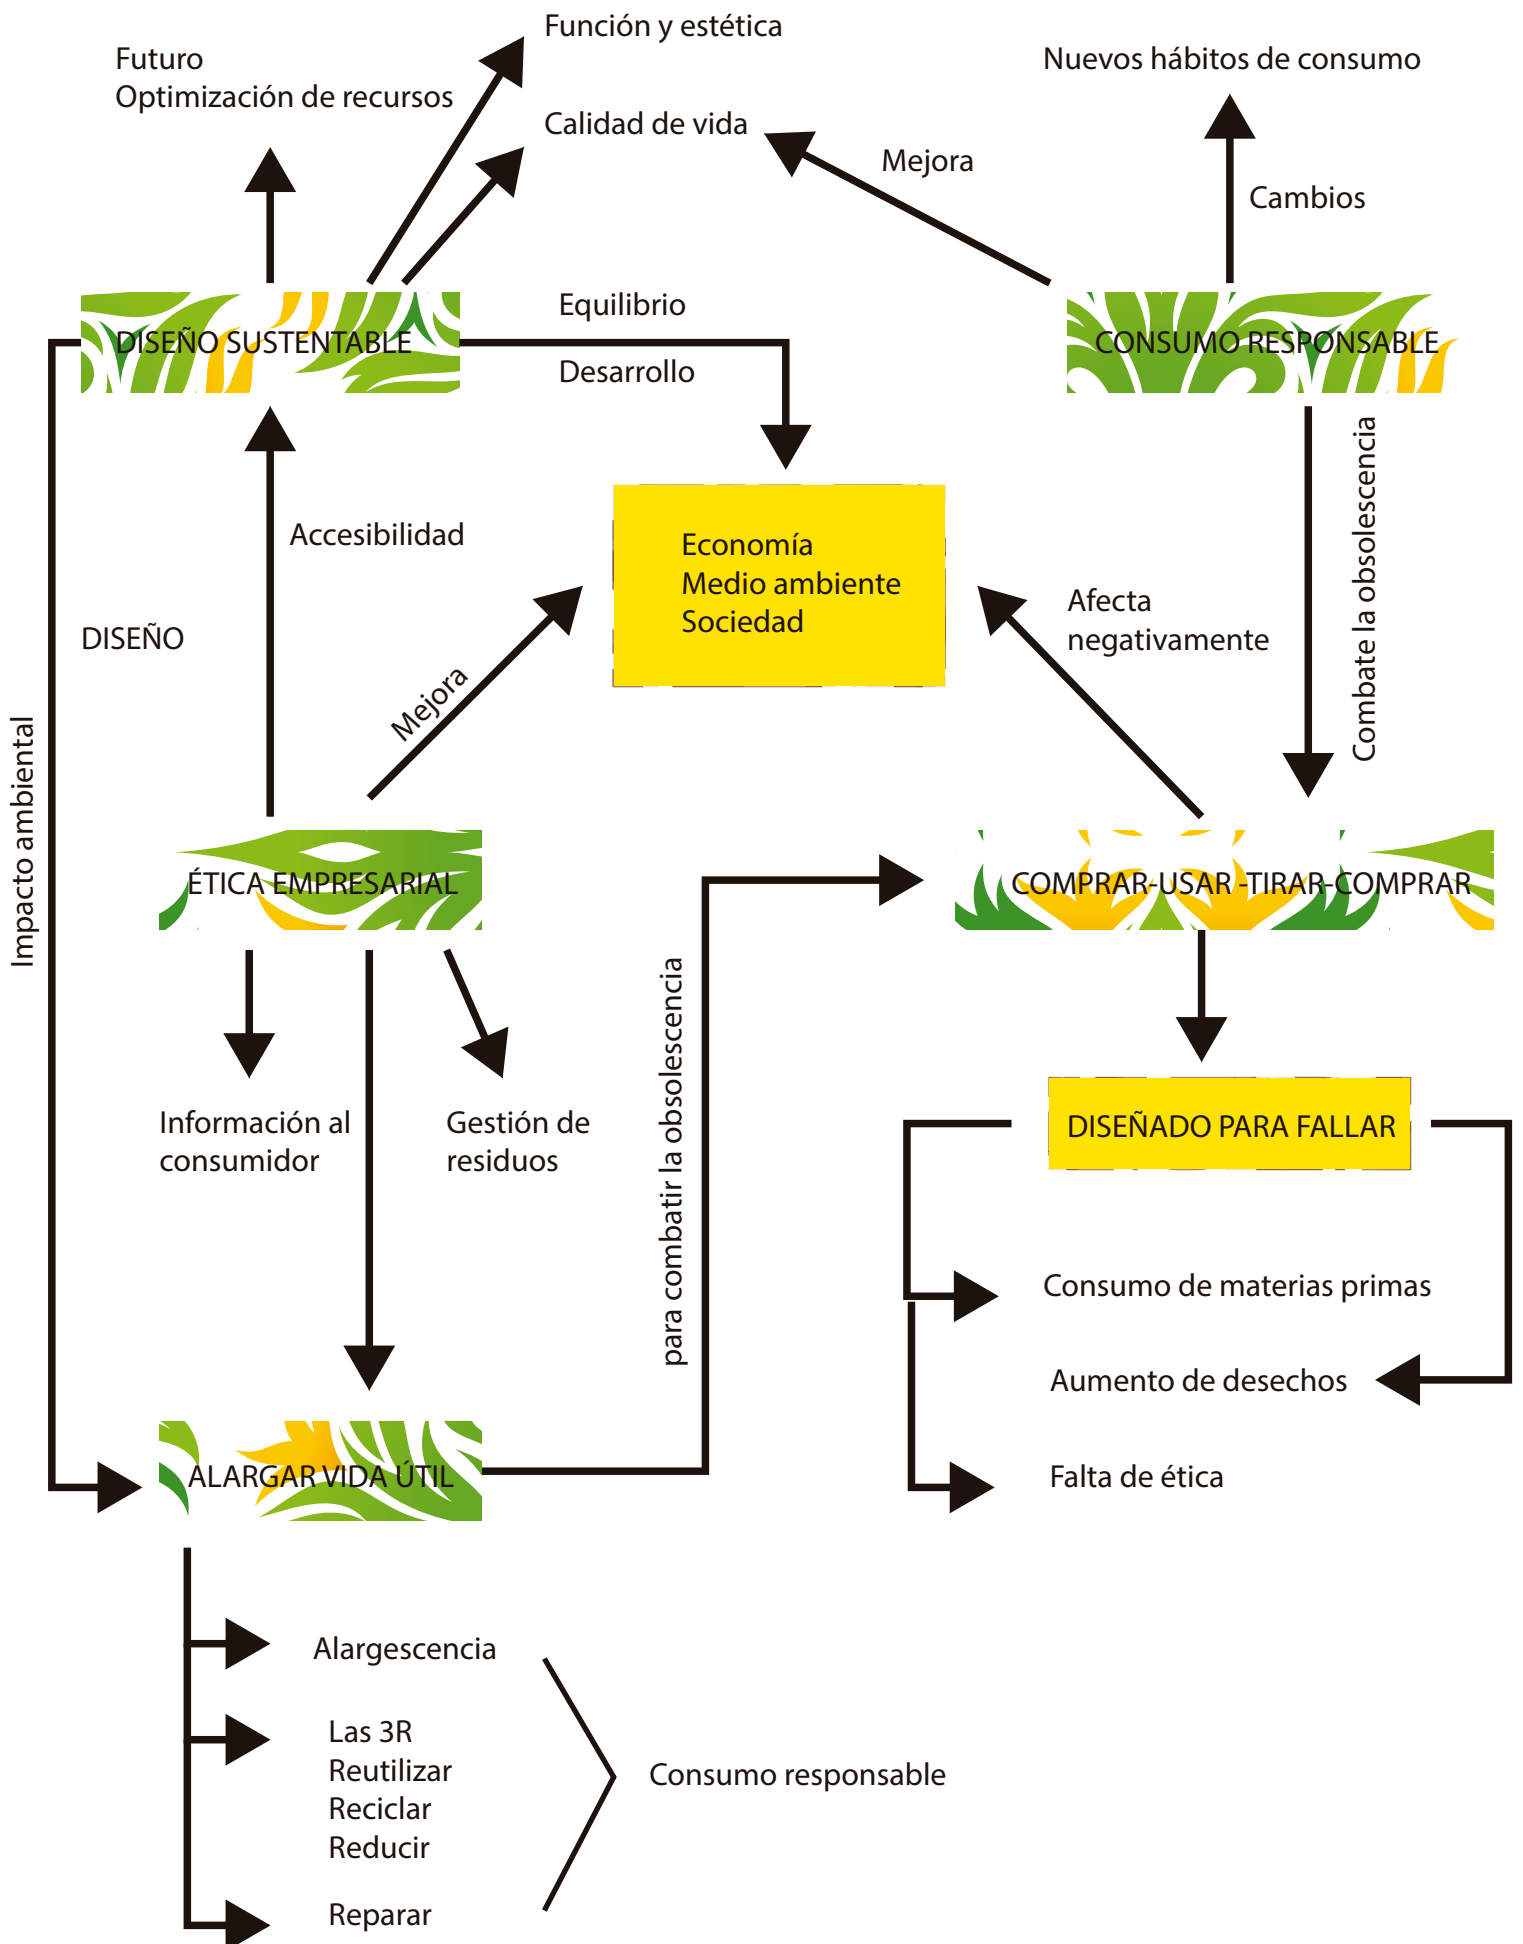 Función y estética
Futuro
Optimización de recursos
Nuevos hábitos de consumo
Calidad de vida
Mejora
Cambios
Equilibrio
DISEÑO SUSTENTABLE
CONSUMO RESPONSABLE
Desarrollo
Combate la obsolescencia
Accesibilidad
Economía
Medio ambiente
Sociedad
Afecta
negativamente
DISEÑO
Mejora
Impacto ambiental
ÉTICA EMPRESARIAL
COMPRAR-USAR -TIRAR-COMPRAR
para combatir la obsolescencia
Información al
consumidor
Gestión de
residuos
DISEÑADO PARA FALLAR
Consumo de materias primas
Aumento de desechos
ALARGAR VIDA ÚTIL
Falta de ética
Alargescencia
Las 3R
Reutilizar
Reciclar
Reducir
Consumo responsable
Reparar